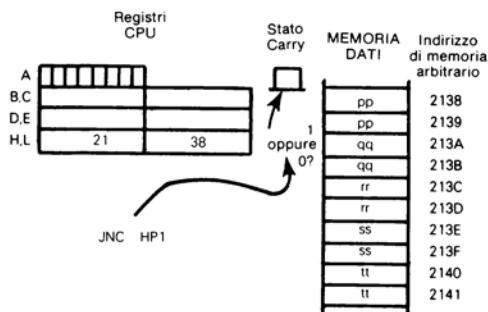 Registri
CPU
Stato
Carry
MEMORIA
DATI
Indirizzo
di memoria
arbitrario
A
B,C
D,E
H,L 21 38
1
oppure
0?
JNC HP1
pp 2138
pp 2139
qq 213A
qq 213B
rr 213C
rr 213D
ss 213E
ss 213F
tt 2140
tt 2141